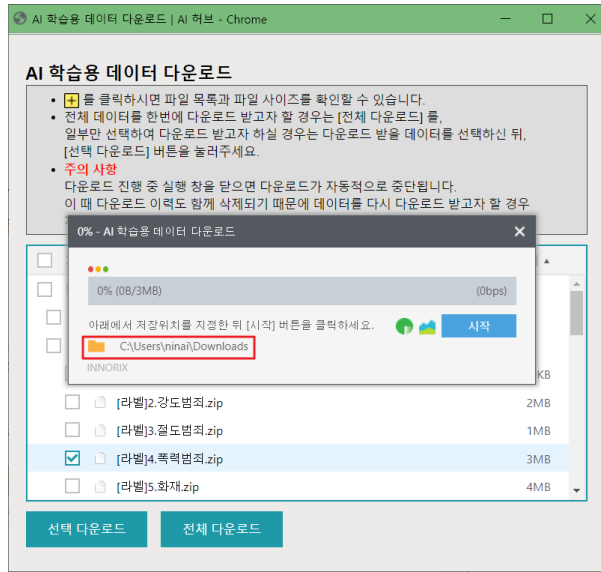 AI 학습용 데이터 다운로드 | AI 허브 - Chrome
AI 학습용 데이터 다운로드
• + 를 클릭하시면 파일 목록과 파일 사이즈를 확인할 수 있습니다.
• 전체 데이터를 한번에 다운로드 받고자 할 경우는 [전체 다운로드] 를,
일부만 선택하여 다운로드 받고자 하실 경우는 다운로드 받을 데이터를 선택하신 뒤,
[선택 다운로드] 버튼을 눌러주세요.
• 주의 사항
다운로드 진행 중 실행 창을 닫으면 다운로드가 자동적으로 중단됩니다.
이 때 다운로드 이력도 함께 삭제되기 때문에 데이터를 다시 다운로드 받고자 할 경우
0% - AI 학습용 데이터 다운로드
0% (0B/3MB) (0bps)
아래에서 저장위치를 지정한 뒤 [시작] 버튼을 클릭하세요. 시작
C:\Users\ninai\Downloads
INNORIX
KB
[라벨]2.강도범죄.zip 2MB
[라벨]3.절도범죄.zip 1MB
[라벨]4.폭력범죄.zip 3MB
[라벨]5.화재.zip 4MB
선택 다운로드 전체 다운로드